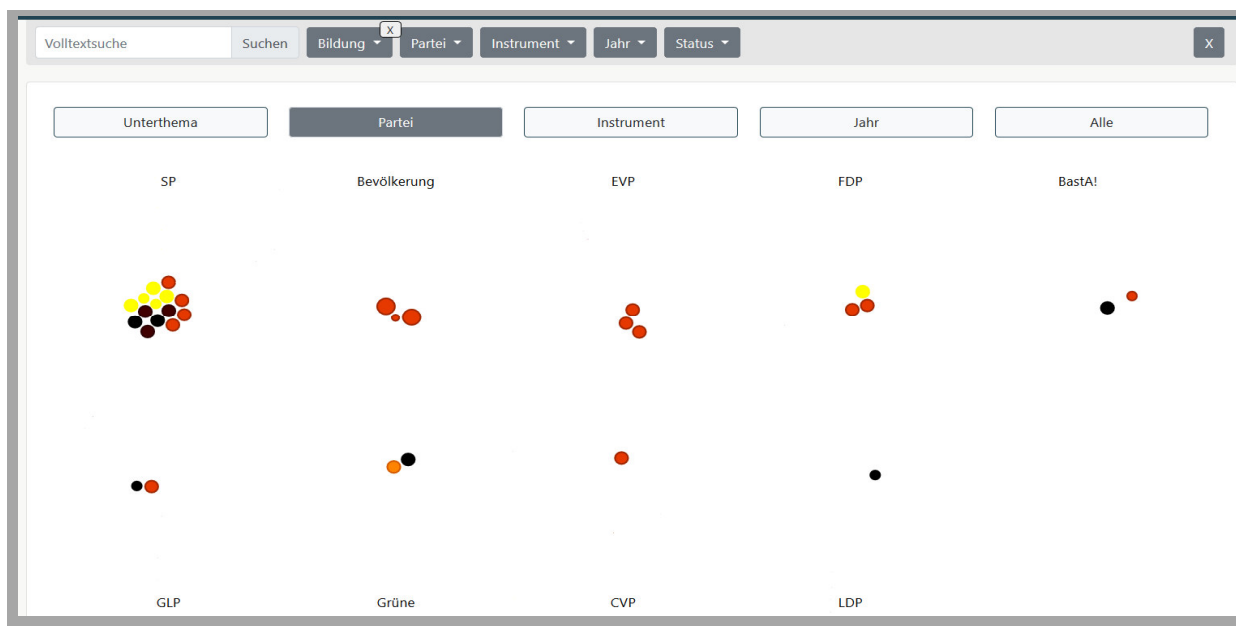 Volltextsuche Suchen Bildung X Partei Instrument Jahr Status X
Unterthema Partei Instrument Jahr Alle
SP Bevölkerung EVP FDP BastA!
GLP Grüne CVP LDP